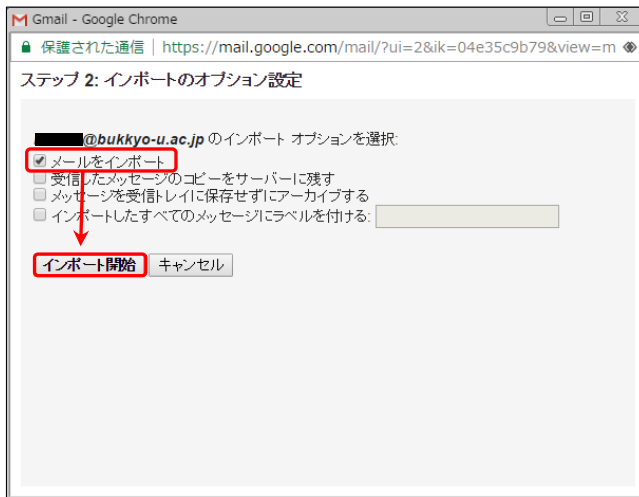 Gmail - Google Chrome
保護された通信 | https://mail.google.com/mail/?ui=2&ik=04e35c9b79&view=m
ステップ 2: インポートのオプション設定
@bukkyo-u.ac.jp のインポート オプションを選択:
メールをインポート
受信したメッセージのコピーをサーバーに残す
メッセージを受信トレイに保存せずにアーカイブする
インポートしたすべてのメッセージにラベルを付ける:
インポート開始 キャンセル